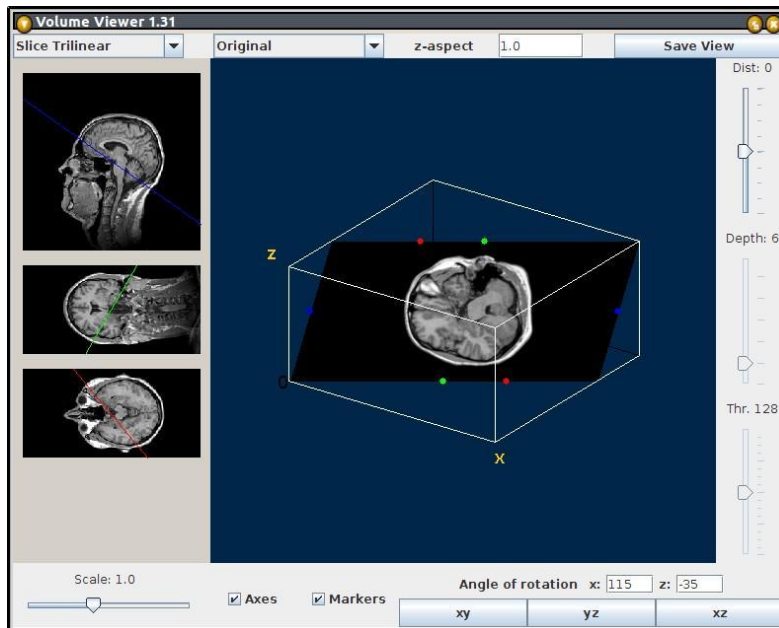 Volume Viewer 1.31
Slice Trilinear Original z-aspect 1.0 Save View
Dist: 0
Depth: 6
Thr. 128
Z
0
X
Scale: 1.0
Axes Markers
Angle of rotation x: 115 z: -35
xy yz xz